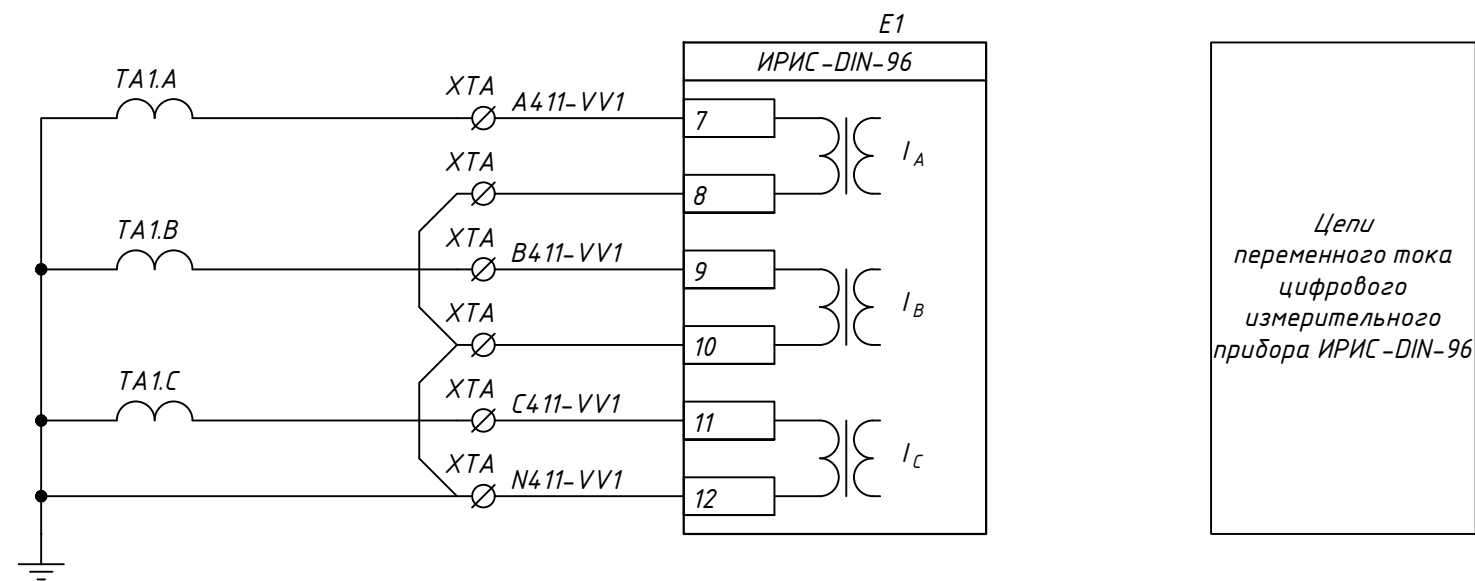 E1
ИРИС-DIN-96
TA1.A
XTA
A411-VV1
7
I A
XTA
8
TA1.B
XTA
B411-VV1
9
I B
XTA
10
TA1.C
XTA
C411-VV1
11
I C
XTA
N411-VV1
12
Цепи
переменного тока
цифрового
измерительного
прибора ИРИС-DIN-96